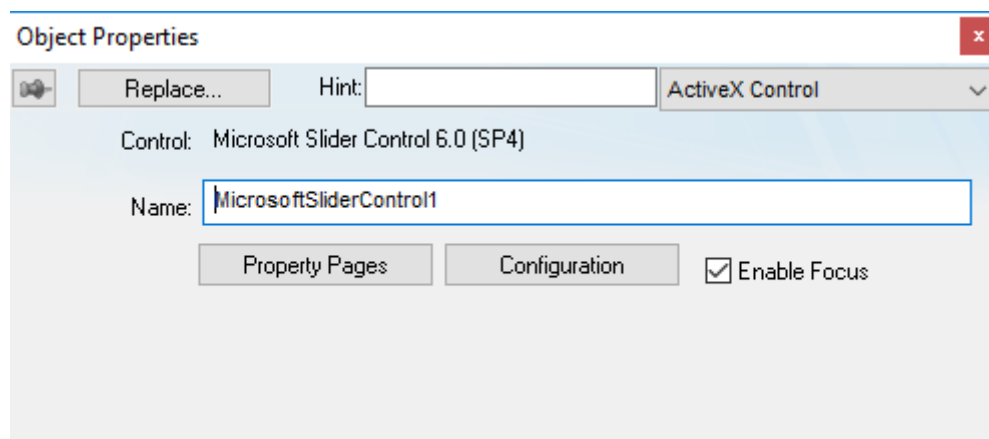 Object Properties
x
Replace... Hint: ActiveX Control
Control: Microsoft Slider Control 6.0 (SP4)
Name: MicrosoftSliderControl1
Property Pages Configuration Enable Focus